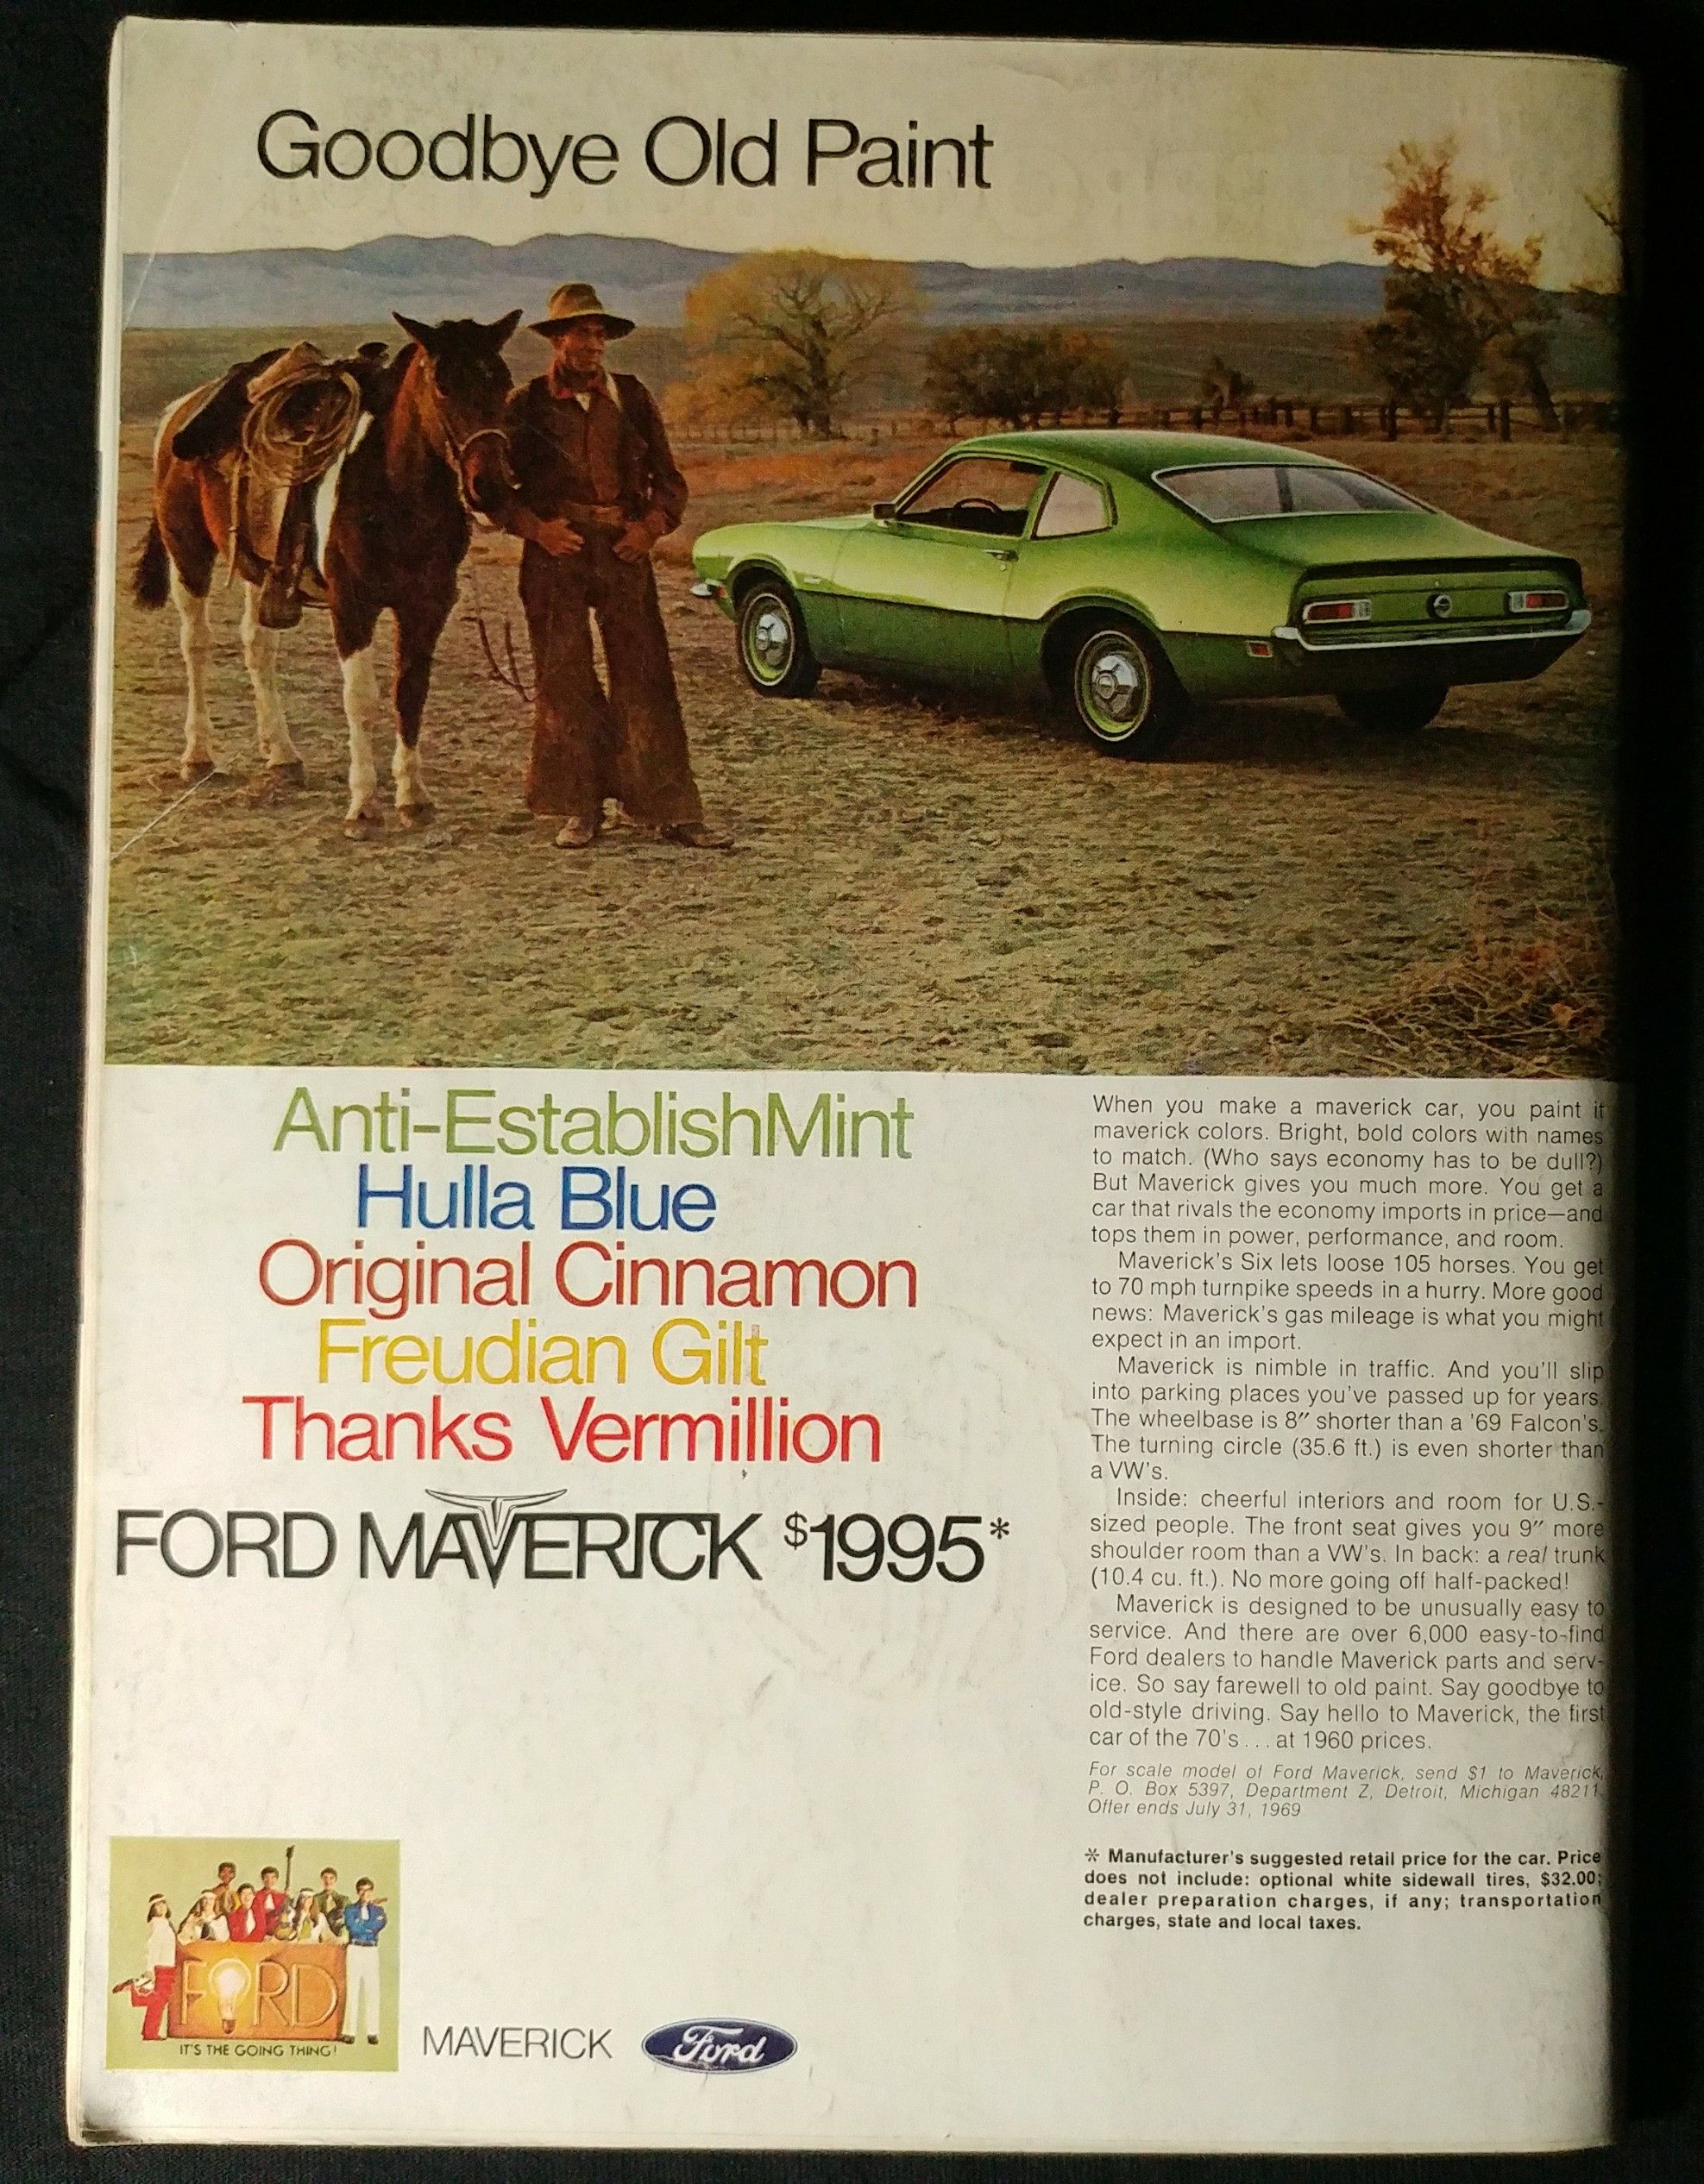 Goodbye Old Paint
Anti-EstablishMint
Hulla Blue
Original Cinnamon
Freudian Gilt
Thanks Vermillion
FORD MAVERICK $1995*
When you make a maverick car, you paint it
maverick colors. Bright, bold colors with names
to match. (Who says economy has to be dull?)
But Maverick gives you much more. You get a
car that rivals the economy imports in price—and
tops them in power, performance, and room.
Maverick's Six lets loose 105 horses. You get
to 70 mph turnpike speeds in a hurry. More good
news: Maverick's gas mileage is what you might
expect in an import.
Maverick is nimble in traffic. And you'll slip
into parking places you've passed up for years.
The wheelbase is 8″ shorter than a '69 Falcon's.
The turning circle (35.6 ft.) is even shorter than
a VW's.
Inside: cheerful interiors and room for U.S.-
sized people. The front seat gives you 9″ more
shoulder room than a VW's. In back: a real trunk
(10.4 cu. ft.). No more going off half-packed!
Maverick is designed to be unusually easy to
service. And there are over 6,000 easy-to-find
Ford dealers to handle Maverick parts and serv-
ice. So say farewell to old paint. Say goodbye to
old-style driving. Say hello to Maverick, the first
car of the 70's . . . at 1960 prices.
For scale model of Ford Maverick, send $1 to Maverick,
P. O. Box 5397, Department Z, Detroit, Michigan 48211.
Offer ends July 31, 1969
* Manufacturer's suggested retail price for the car. Price
does not include: optional white sidewall tires, $32.00;
dealer preparation charges, if any; transportation
charges, state and local taxes.
FORD
IT'S THE GOING THING!
MAVERICK
Ford